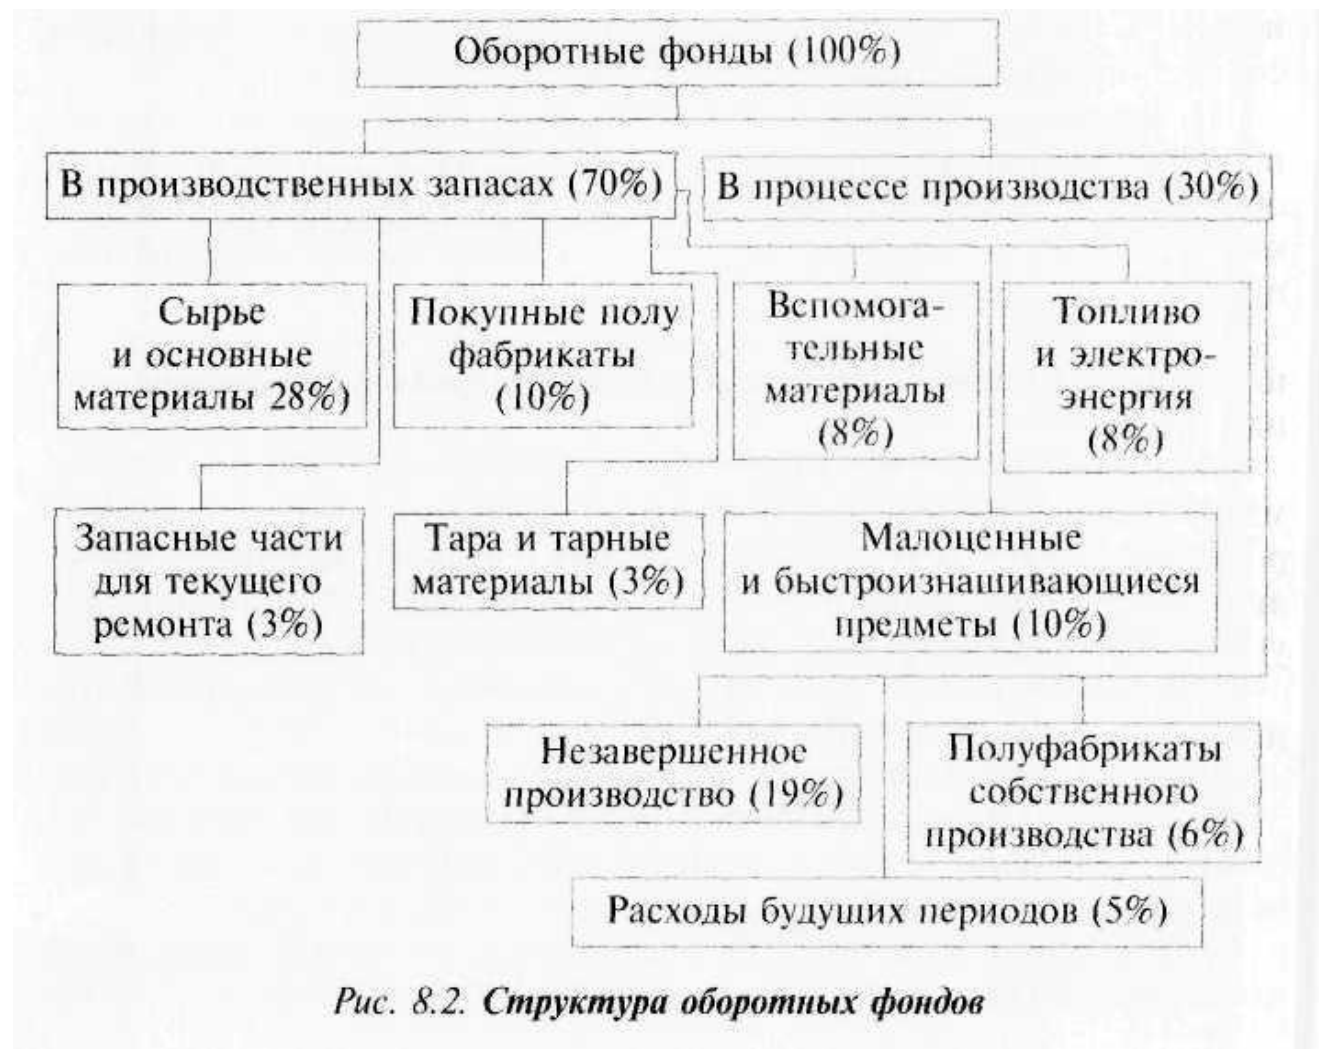 Оборотные фонды (100%)
В производственных запасах (70%)
В процессе производства (30%)
Сырье
и основные
материалы 28%)
Покупные полу
фабрикаты
(10%)
Вспомога-
тельные
материалы
(8%)
Топливо
и электро-
энергия
(8%)
Запасные части
для текущего
ремонта (3%)
Тара и тарные
материалы (3%)
Малоценные
и быстроизнашивающиеся
предметы (10%)
Незавершенное
производство (19%)
Полуфабрикаты
собственного
производства (6%)
Расходы будущих периодов (5%)
Рис. 8.2. Структура оборотных фондов